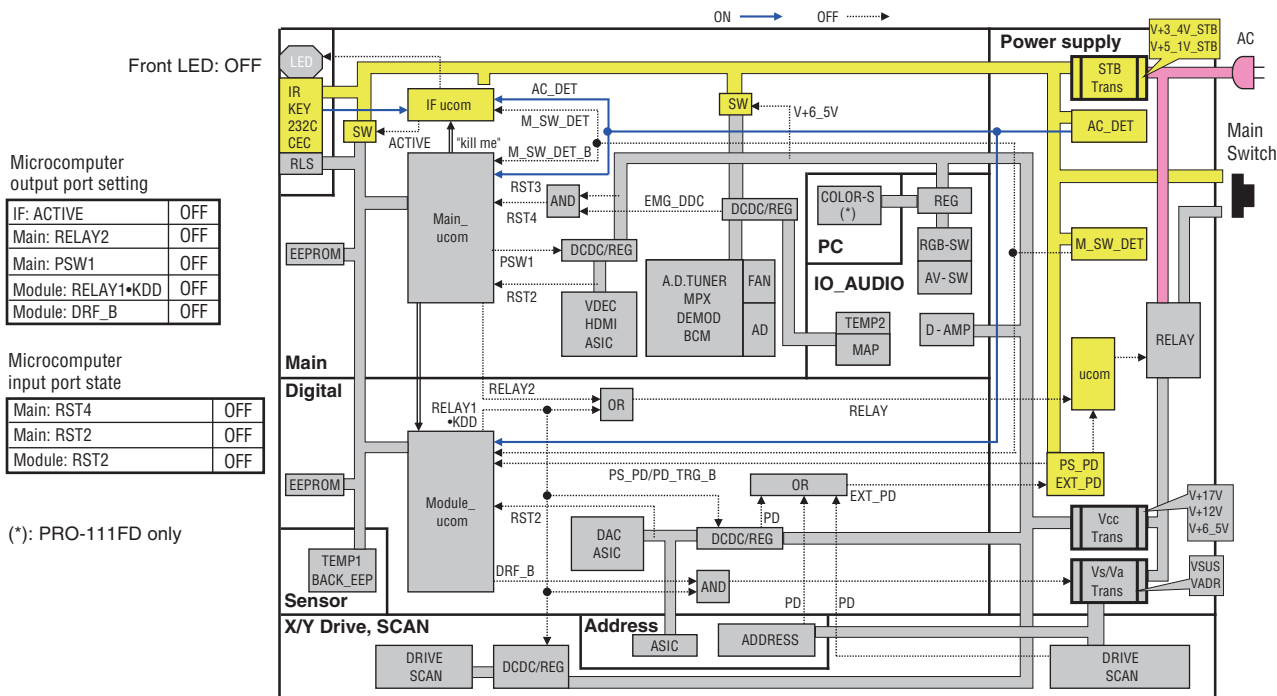 ON
OFF
Power supply
V+3_4V_STB
V+5_1V_STB
AC
Front LED: OFF
LED
STB
Trans
IR
KEY
232C
CEC
RLS
SW
IF ucom
AC_DET
M_SW_DET
ACTIVE
"kill me"
M_SW_DET_B
SW
V+6_5V
AC_DET
Main
Switch
Microcomputer
output port setting
IF: ACTIVE OFF
Main: RELAY2 OFF
Main: PSW1 OFF
Module: RELAY1•KDD OFF
Module: DRF_B OFF
Main_
ucom
RST3
RST4
AND
EMG_DDC
DCDC/REG
COLOR-S
(*)
PC
REG
RGB-SW
AV-SW
M_SW_DET
EEPROM
PSW1
DCDC/REG
RST2
VDEC
HDMI
ASIC
A.D.TUNER
MPX
DEMOD
BCM
FAN
AD
IO_AUDIO
TEMP2
MAP
D-AMP
RELAY
ucom
Main
Microcomputer
input port state
Main: RST4 OFF
Main: RST2 OFF
Module: RST2 OFF
Digital
RELAY2
RELAY1
•KDD
OR
RELAY
PS_PD
EXT_PD
PS_PD/PD_TRG_B
OR
EXT_PD
EEPROM
Module_
ucom
RST2
DAC
ASIC
PD
DCDC/REG
Vcc
Trans
V+17V
V+12V
V+6_5V
(*): PRO-111FD only
TEMP1
BACK_EEP
Sensor
DRF_B
AND
PD
PD
Vs/Va
Trans
VSUS
VADR
X/Y Drive, SCAN
Address
ASIC
ADDRESS
DRIVE
SCAN
DCDC/REG
DRIVE
SCAN